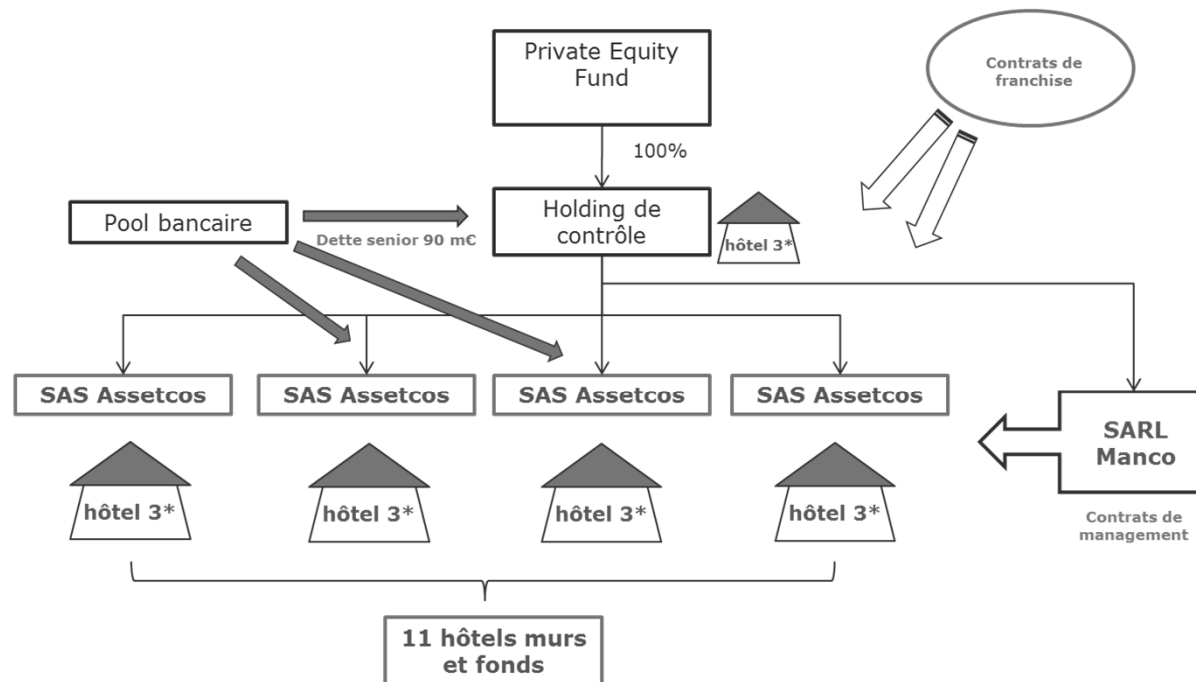 Private Equity
Fund
Contrats de
franchise
100%
Pool bancaire
Dette senior 90 m€
Holding de
contrôle
hôtel 3*
SAS Assetcos
SAS Assetcos
SAS Assetcos
SAS Assetcos
SARL
Manco
hôtel 3*
hôtel 3*
hôtel 3*
hôtel 3*
Contrats de
management
11 hôtels murs
et fonds